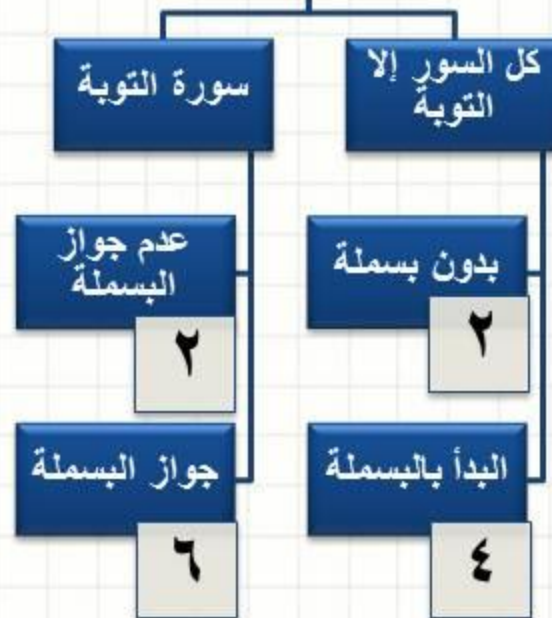 كل السور إلا
التوبة
بدون بسملة
٢
البدأ بالبسملة
٤
سورة التوبة
عدم جواز
البسملة
٢
جواز البسملة
٦